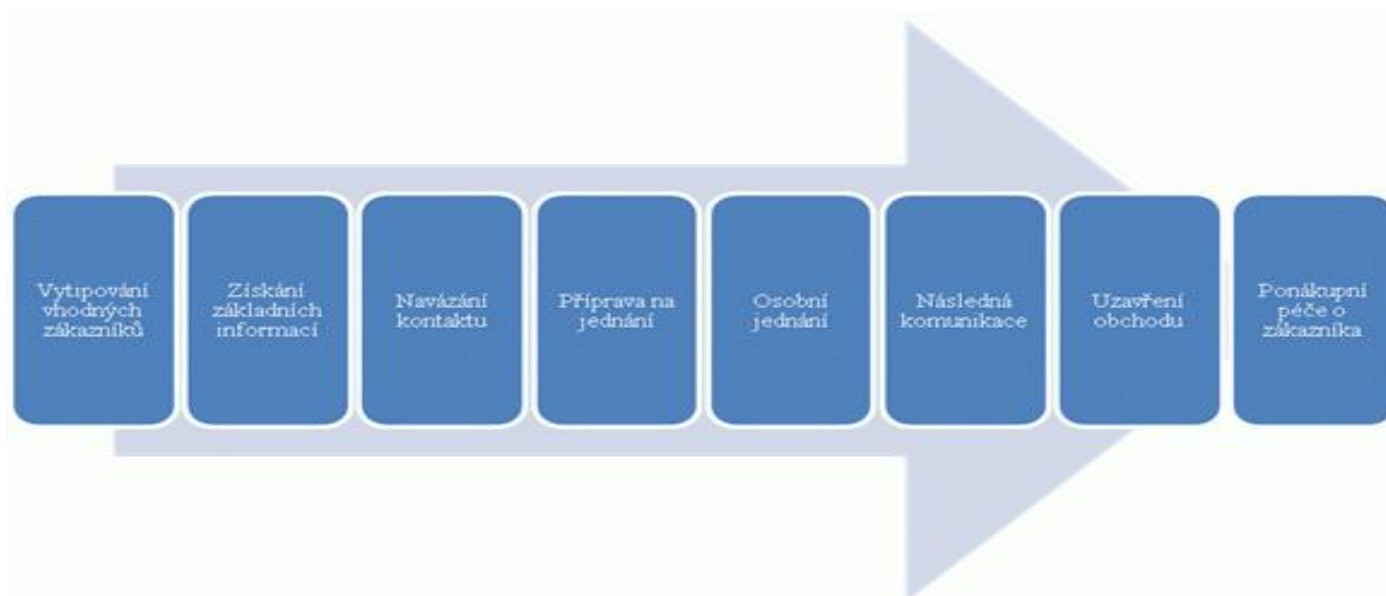 Vytipování
vhodných
zákazníků
Získání
základních
informací
Navázání
kontaktu
Příprava na
jednání
Osobní
jednání
Následná
komunikace
Uzavření
obchodu
Ponákupní
péče o
zákazníka